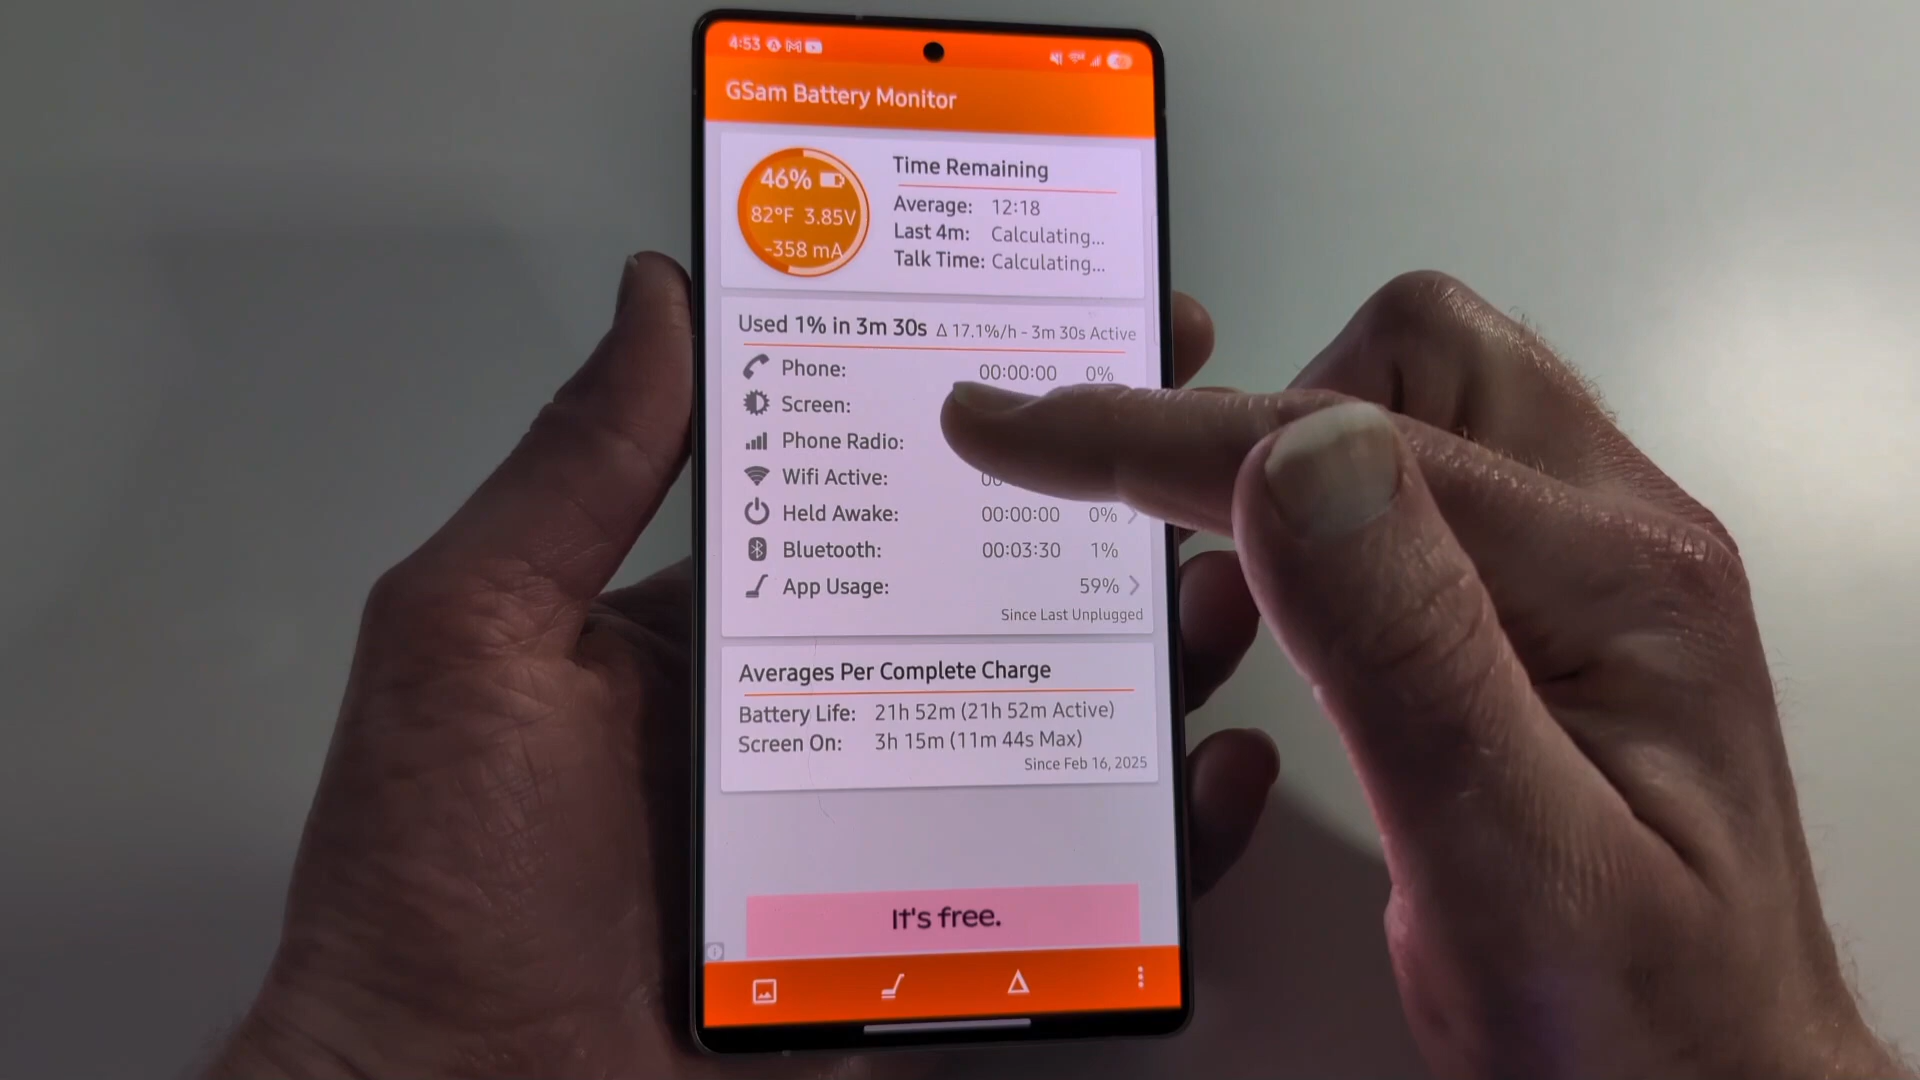 4:53
GSam Battery Monitor
46%
82°F 3.85V
-358 mA
Time Remaining
Average: 12:18
Last 4m: Calculating...
Talk Time: Calculating...
Used 1% in 3m 30s Δ 17.1%/h - 3m 30s Active
Phone: 00:00:00 0%
Screen:
Phone Radio:
Wifi Active: 00
Held Awake: 00:00:00 0%
Bluetooth: 00:03:30 1%
App Usage: 59%
Since Last Unplugged
Averages Per Complete Charge
Battery Life: 21h 52m (21h 52m Active)
Screen On: 3h 15m (11m 44s Max)
Since Feb 16, 2025
It's free.